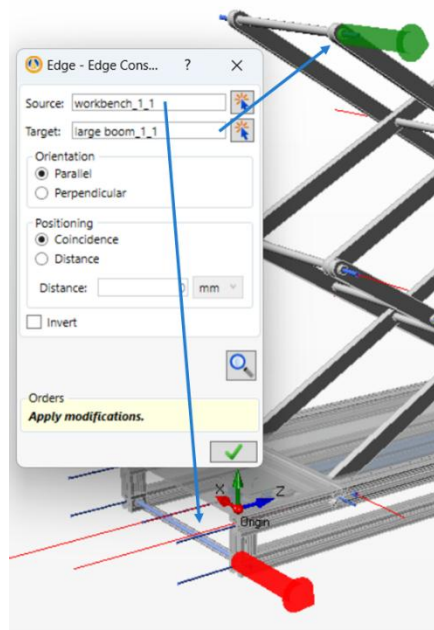 Edge - Edge Cons... ? ×
Source: workbench_1_1
Target: large boom_1_1
Orientation
Parallel
Perpendicular
Positioning
Coincidence
Distance
Distance: mm
Invert
Orders
Apply modifications.
X Z
Origin